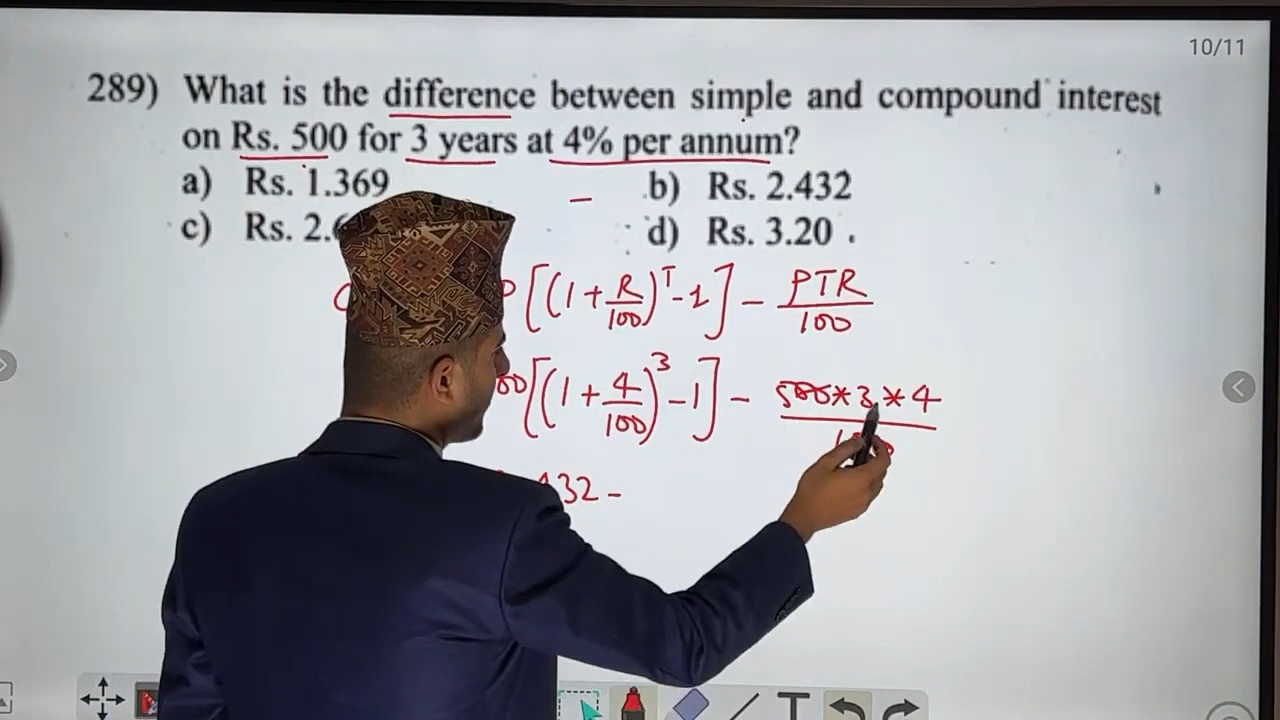 10/11
289) What is the difference between simple and compound interest
on Rs. 500 for 3 years at 4% per annum?
a) Rs. 1.369 b) Rs. 2.432
c) Rs. d) Rs. 3.20
[(1 + R/100)^T - 1] - PTR/100
[(1 + 4/100)^3 - 1] - 500*3*4/100
432 -